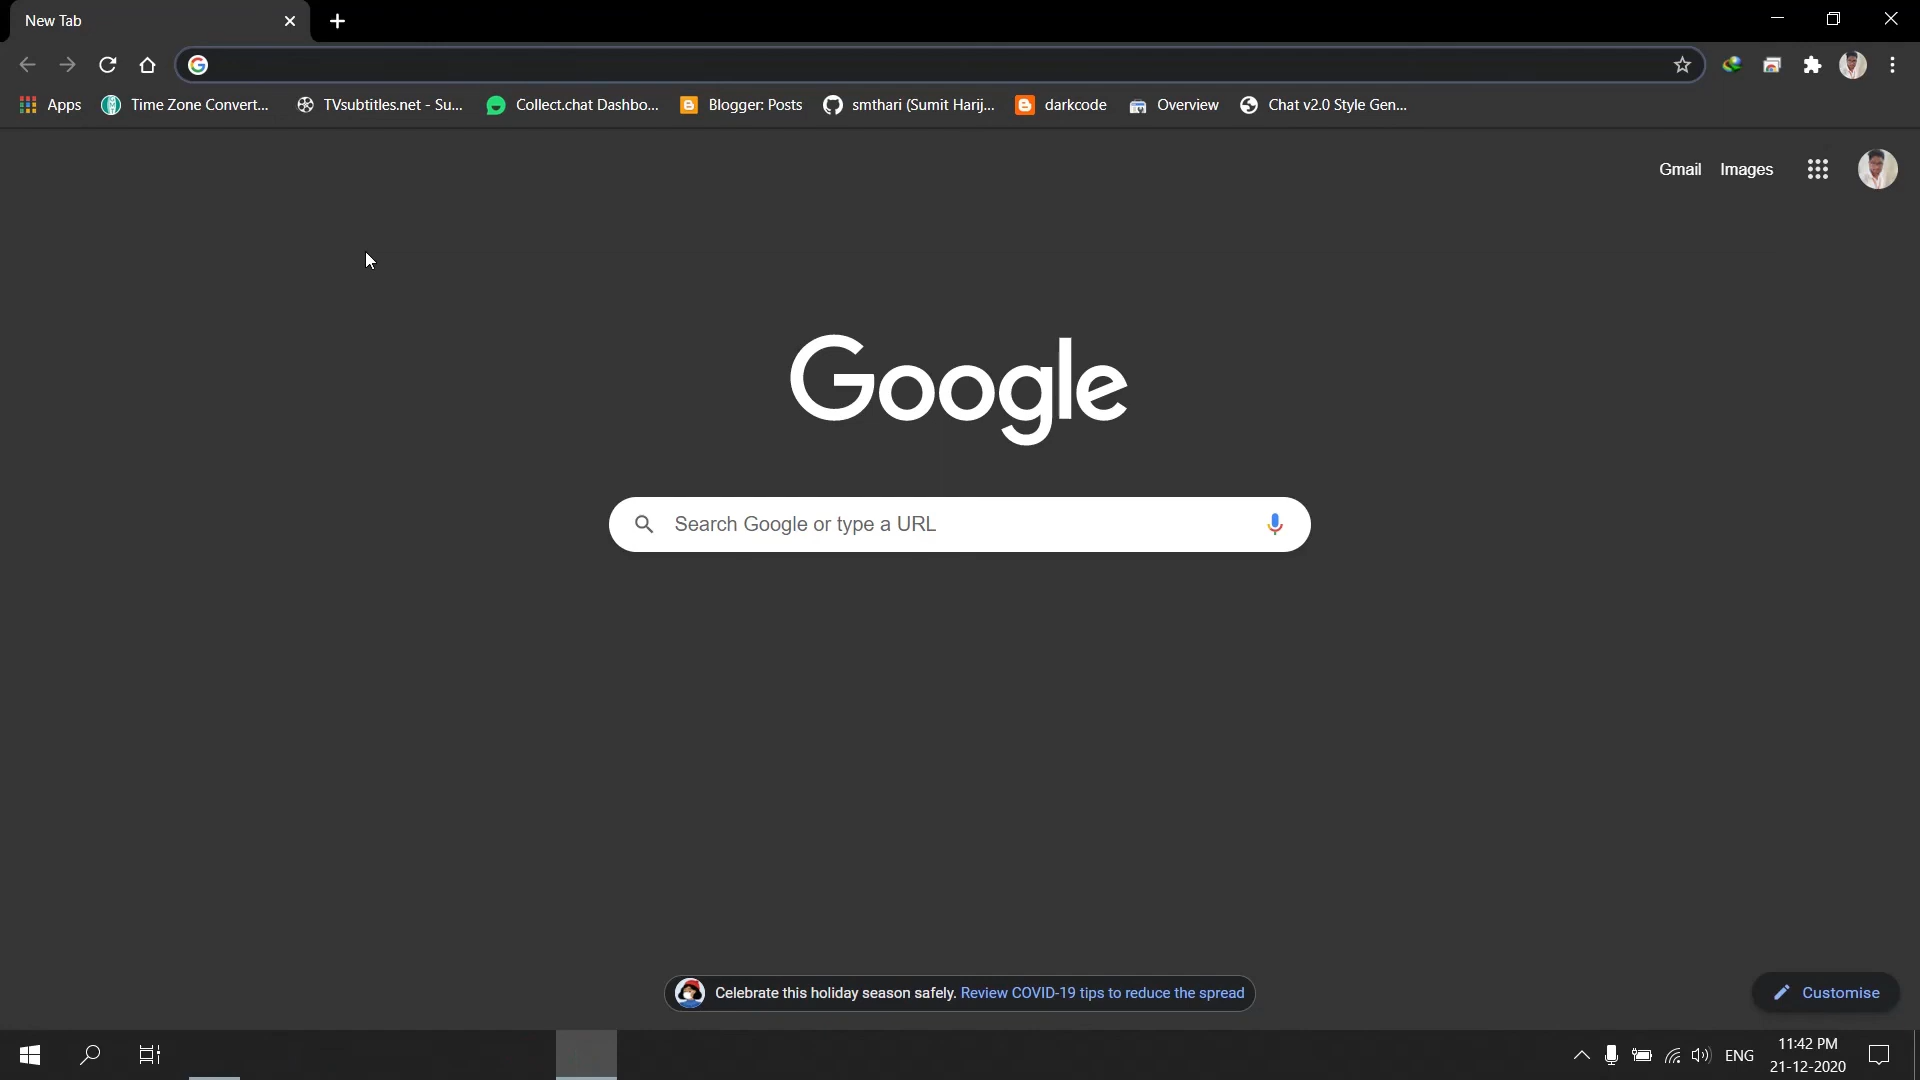 New Tab
Apps Time Zone Convert... TVsubtitles.net - Su... Collect.chat Dashbo... Blogger: Posts smthari (Sumit Harij... darkcode Overview Chat v2.0 Style Gen...
Gmail Images
Google
Search Google or type a URL
Celebrate this holiday season safely. Review COVID-19 tips to reduce the spread
Customise
ENG
11:42 PM
21-12-2020